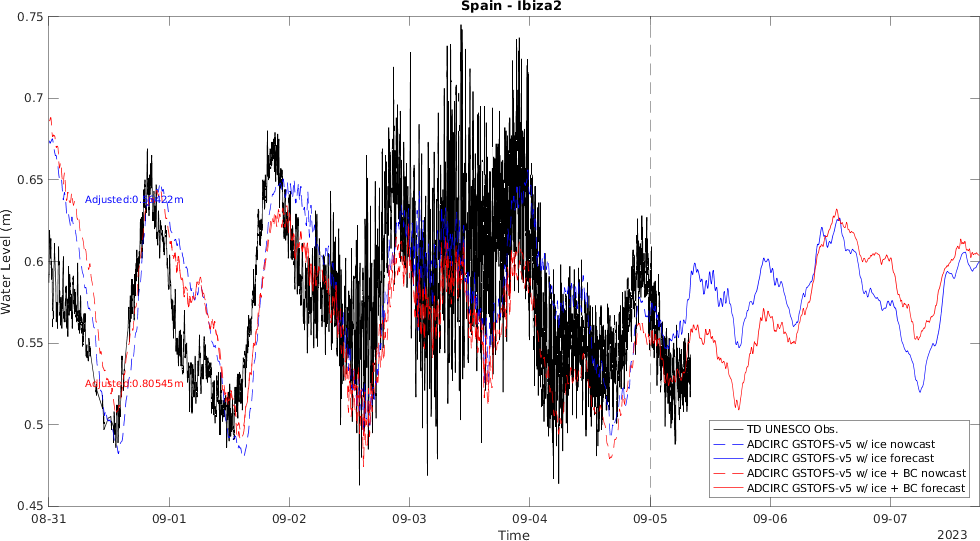 Spain - Ibiza2
Water Level (m)
0.75
0.7
0.65
0.6
0.55
0.5
0.45
Adjusted:0.
422m
Adjusted:0.80545m
TD UNESCO Obs.
ADCIRC GSTOFS-v5 w/ ice nowcast
ADCIRC GSTOFS-v5 w/ ice forecast
ADCIRC GSTOFS-v5 w/ ice + BC nowcast
ADCIRC GSTOFS-v5 w/ ice + BC forecast
08-31 09-01 09-02 09-03 09-04 09-05 09-06 09-07
Time
2023